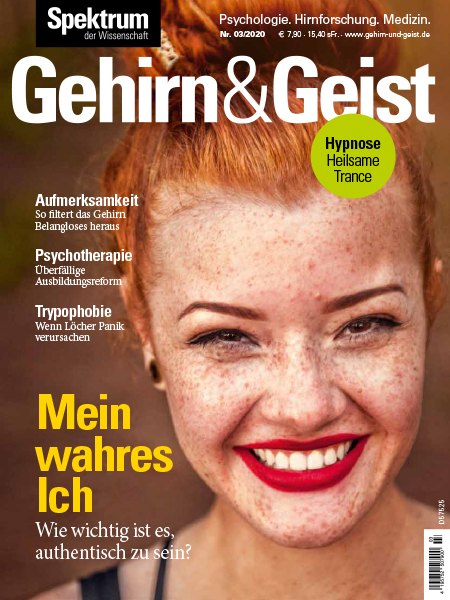 Spektrum
der Wissenschaft
Psychologie. Hirnforschung. Medizin.
Nr. 03/2020 € 7,90 · 15,40 sFr. · www.gehirn-und-geist.de
Gehirn&Geist
Hypnose
Heilsame
Trance
Aufmerksamkeit
So filtert das Gehirn
Belangloses heraus
Psychotherapie
Überfällige
Ausbildungsreform
Trypophobie
Wenn Löcher Panik
verursachen
Mein
wahres
Ich
Wie wichtig ist es,
authentisch zu sein?
D57525
03